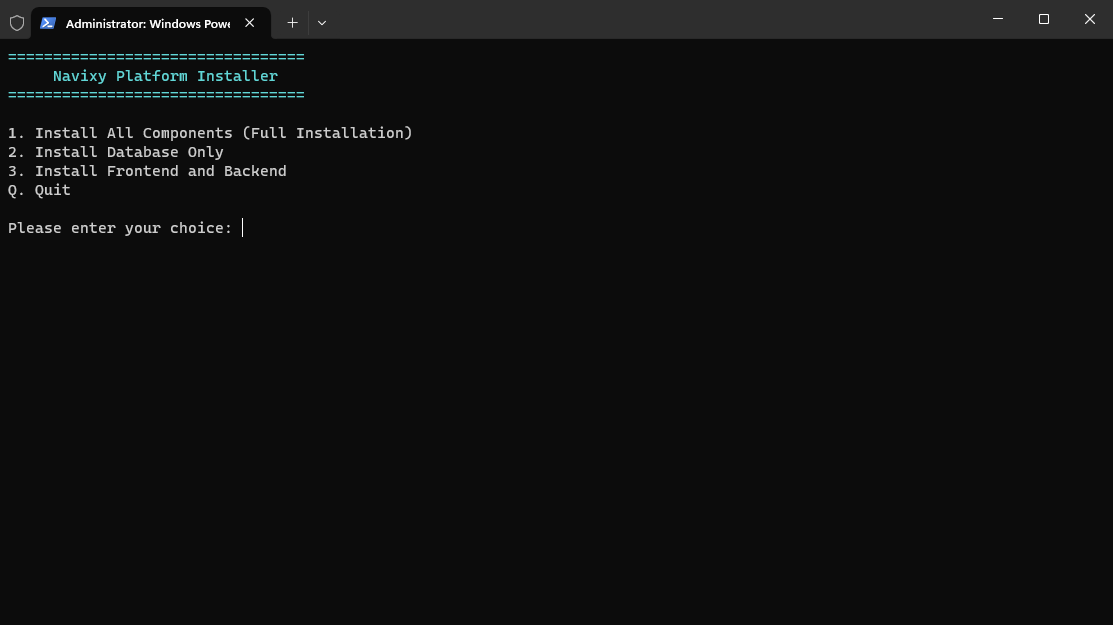 Administrator: Windows Powe
=================================
Navixy Platform Installer
=================================
1. Install All Components (Full Installation)
2. Install Database Only
3. Install Frontend and Backend
Q. Quit
Please enter your choice: